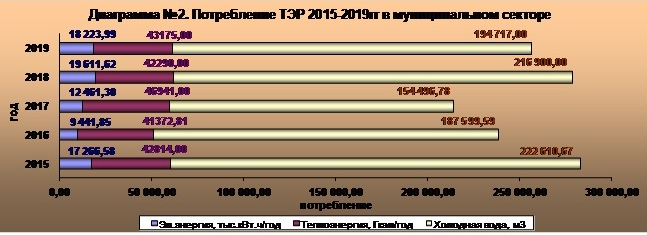 Диаграмма №2. Потребление ТЭР 2015-2019гг в муниципальном секторе
2019 18 223,99 43175,00 194 717,00
2018 19 611,62 42290,00 216 900,00
2017 12 461,30 46941,00 154 496,78
2016 9 441,85 41372,81 187 599,59
2015 17 266,58 42814,00 222 610,67
год
0,00 50 000,00 100 000,00 150 000,00 200 000,00 250 000,00 300 000,00
потребление
Эл.энергия, тыс.кВт.ч/год Теплоэнергия, Гкал/год Холодная вода, м3